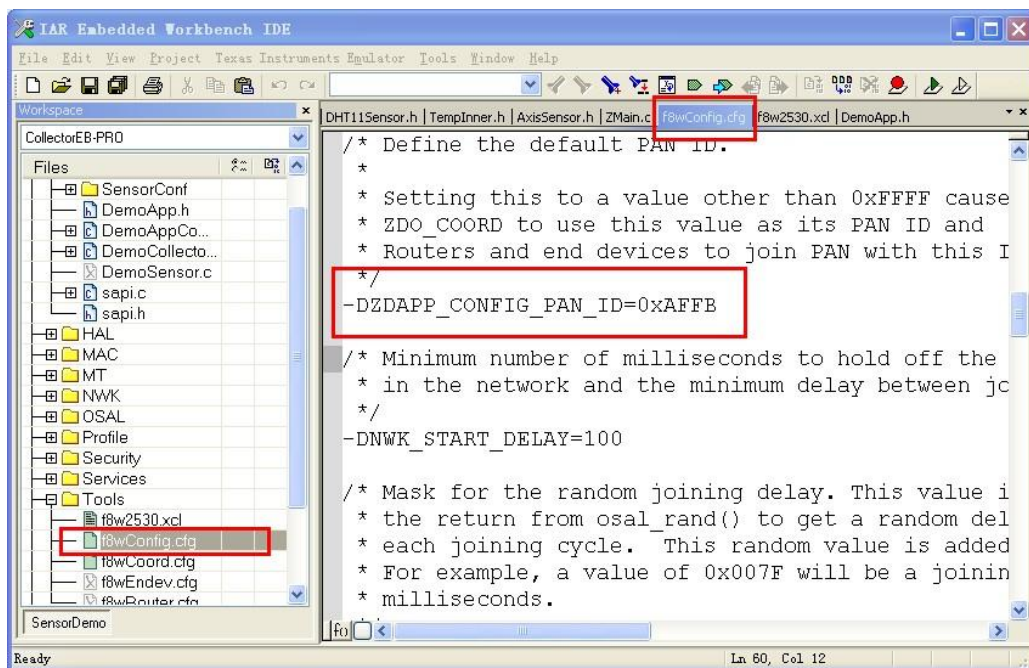 IAR Embedded Workbench IDE
File Edit View Project Texas Instruments Emulator Tools Window Help
Workspace
CollectorEB-PRO
Files
SensorConf
DemoApp.h
DemoAppCo...
DemoCollecto...
DemoSensor.c
sapi.c
sapi.h
HAL
MAC
MT
NWK
OSAL
Profile
Security
Services
Tools
f8w2530.xcl
f8wConfig.cfg
f8wCoord.cfg
f8wEndev.cfg
f8wRouter.cfg
SensorDemo
DHT11Sensor.h | TempInner.h | AxisSensor.h | ZMain.c f8wConfig.cfg f8w2530.xcl | DemoApp.h
/* Define the default PAN ID.
*
* Setting this to a value other than 0xFFFF cause
* ZDO_COORD to use this value as its PAN ID and
* Routers and end devices to join PAN with this I
*/
-DZDAPP_CONFIG_PAN_ID=0xAFFB
/* Minimum number of milliseconds to hold off the
* in the network and the minimum delay between jo
*/
-DNWK_START_DELAY=100
/* Mask for the random joining delay. This value i
* the return from osal_rand() to get a random del
* each joining cycle. This random value is added
* For example, a value of 0x007F will be a joinin
* milliseconds.
f()
Ready
Ln 60, Col 12